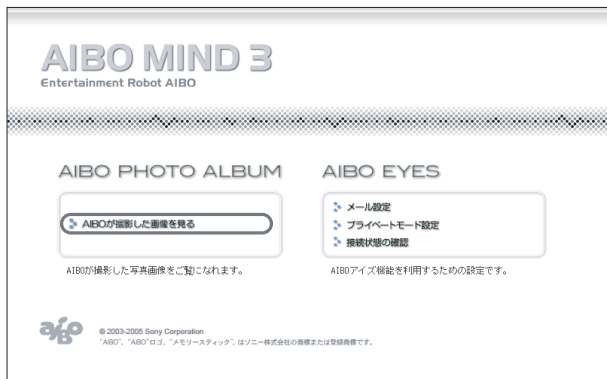 AIBO MIND 3
Entertainment Robot AIBO
AIBO PHOTO ALBUM
AIBOが撮影した画像を見る
AIBOが撮影した写真画像をご覧になれます。
AIBO EYES
メール設定
プライベートモード設定
接続状態の確認
AIBOアイズ機能を利用するための設定です。
aibo
© 2003-2005 Sony Corporation
"AIBO"、"AIBO"ロゴ、"メモリースティック"、はソニー株式会社の商標または登録商標です。